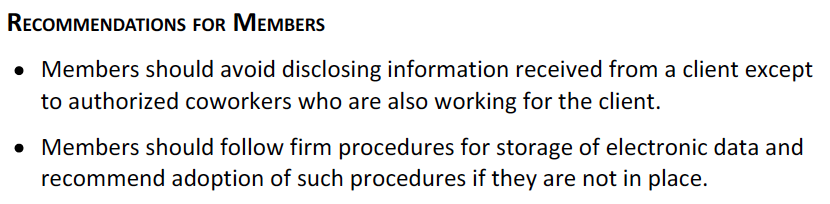 RECOMMENDATIONS FOR MEMBERS
• Members should avoid disclosing information received from a client except
to authorized coworkers who are also working for the client.
• Members should follow firm procedures for storage of electronic data and
recommend adoption of such procedures if they are not in place.